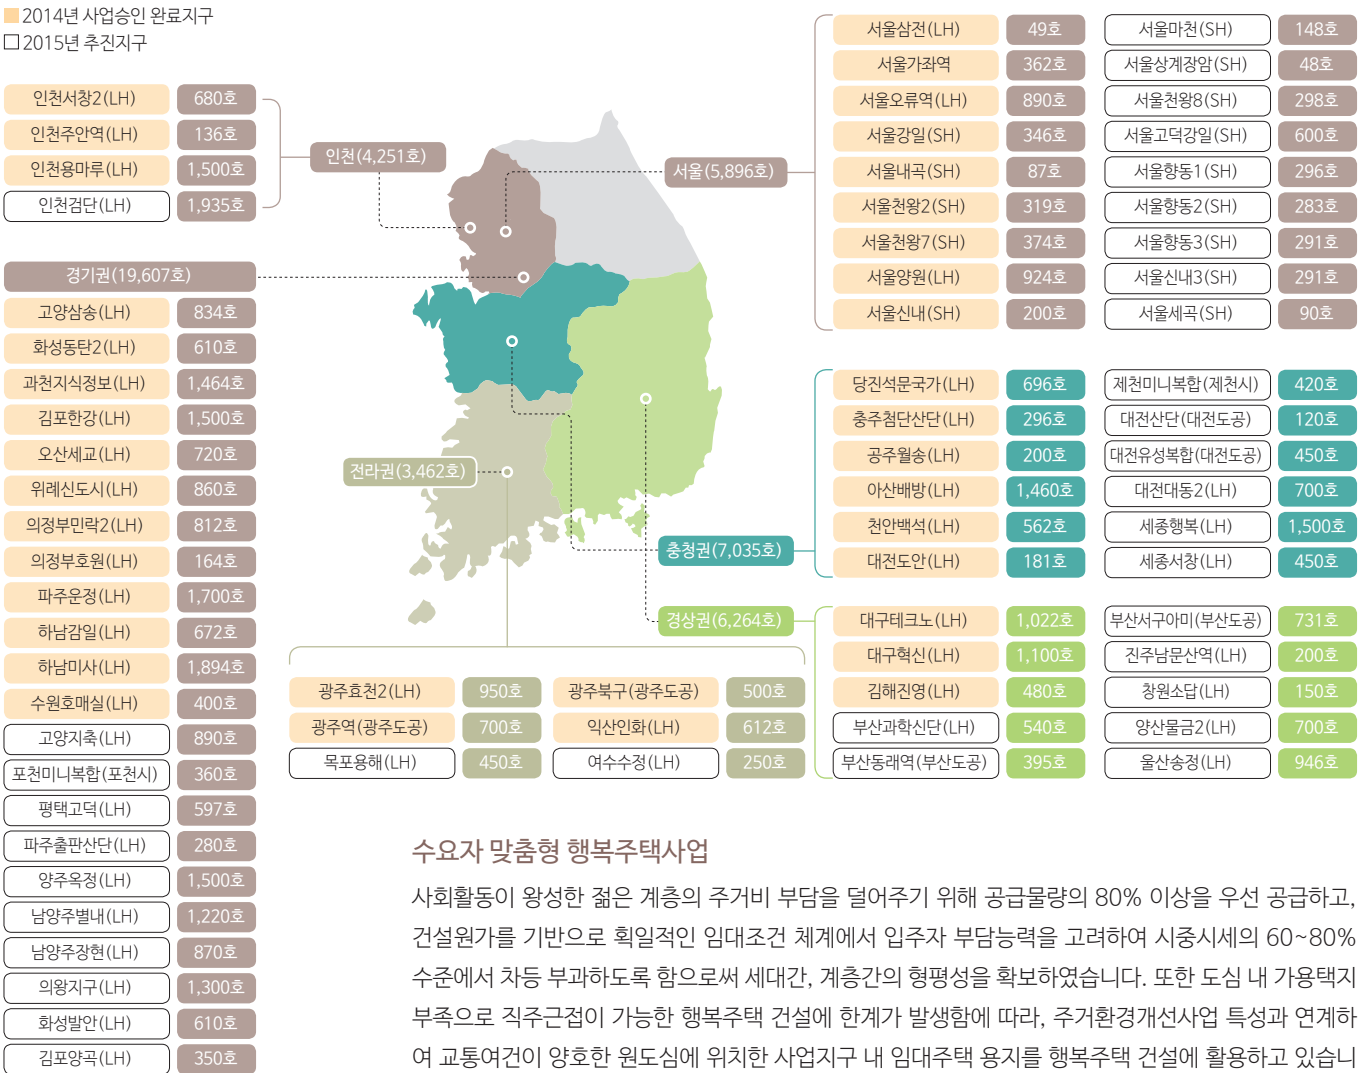 2014년 사업승인 완료지구
2015년 추진지구
인천서창2(LH) 680호
인천주안역(LH) 136호
인천용마루(LH) 1,500호
인천검단(LH) 1,935호
인천(4,251호)
경기권(19,607호)
고양삼송(LH) 834호
화성동탄2(LH) 610호
과천지식정보(LH) 1,464호
김포한강(LH) 1,500호
오산세교(LH) 720호
위례신도시(LH) 860호
의정부민락2(LH) 812호
의정부호원(LH) 164호
파주운정(LH) 1,700호
하남감일(LH) 672호
하남미사(LH) 1,894호
수원호매실(LH) 400호
고양지축(LH) 890호
포천미니복합(포천시) 360호
평택고덕(LH) 597호
파주출판산단(LH) 280호
양주옥정(LH) 1,500호
남양주별내(LH) 1,220호
남양주장현(LH) 870호
의왕지구(LH) 1,300호
화성발안(LH) 610호
김포양곡(LH) 350호
서울(5,896호)
서울삼전(LH) 49호 서울마천(SH) 148호
서울가좌역 362호 서울상계장암(SH) 48호
서울오류역(LH) 890호 서울천왕8(SH) 298호
서울강일(SH) 346호 서울고덕강일(SH) 600호
서울내곡(SH) 87호 서울항동1(SH) 296호
서울천왕2(SH) 319호 서울항동2(SH) 283호
서울천왕7(SH) 374호 서울항동3(SH) 291호
서울양원(LH) 924호 서울신내3(SH) 291호
서울신내(SH) 200호 서울세곡(SH) 90호
충청권(7,035호)
당진석문국가(LH) 696호 제천미니복합(제천시) 420호
충주첨단산단(LH) 296호 대전산단(대전도공) 120호
공주월송(LH) 200호 대전유성복합(대전도공) 450호
아산배방(LH) 1,460호 대전대동2(LH) 700호
천안백석(LH) 562호 세종행복(LH) 1,500호
대전도안(LH) 181호 세종서창(LH) 450호
경상권(6,264호)
대구테크노(LH) 1,022호 부산서구아미(부산도공) 731호
대구혁신(LH) 1,100호 진주남문산역(LH) 200호
김해진영(LH) 480호 창원소답(LH) 150호
부산과학신단(LH) 540호 양산물금2(LH) 700호
부산동래역(부산도공) 395호 울산송정(LH) 946호
전라권(3,462호)
광주효천2(LH) 950호 광주북구(광주도공) 500호
광주역(광주도공) 700호 익산인화(LH) 612호
목포용해(LH) 450호 여수수정(LH) 250호
수요자 맞춤형 행복주택사업
사회활동이 왕성한 젊은 계층의 주거비 부담을 덜어주기 위해 공급물량의 80% 이상을 우선 공급하고,
건설원가를 기반으로 획일적인 임대조건 체계에서 입주자 부담능력을 고려하여 시중시세의 60~80%
수준에서 차등 부과하도록 함으로써 세대간, 계층간의 형평성을 확보하였습니다. 또한 도심 내 가용택지
부족으로 직주근접이 가능한 행복주택 건설에 한계가 발생함에 따라, 주거환경개선사업 특성과 연계하
여 교통여건이 양호한 원도심에 위치한 사업지구 내 임대주택 용지를 행복주택 건설에 활용하고 있습니